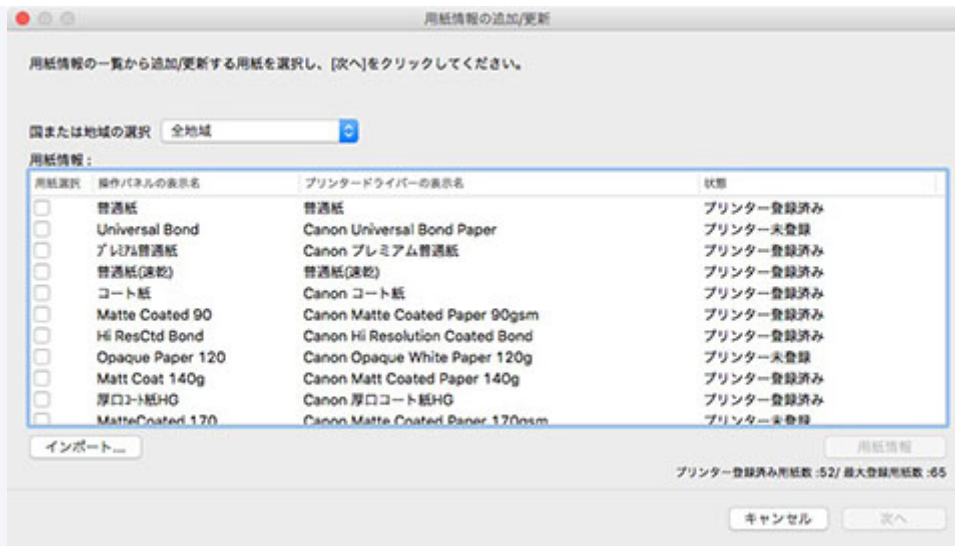 用紙情報の追加/更新
用紙情報の一覧から追加/更新する用紙を選択し、[次へ]をクリックしてください。
国または地域の選択 全地域
用紙情報：
用紙選択 操作パネルの表示名 プリンタードライバーの表示名 状態
普通紙 普通紙 プリンター登録済み
Universal Bond Canon Universal Bond Paper プリンター未登録
ﾌﾟﾚﾐｱﾑ普通紙 Canon プレミアム普通紙 プリンター登録済み
普通紙(速乾) 普通紙(速乾) プリンター登録済み
コート紙 Canon コート紙 プリンター登録済み
Matte Coated 90 Canon Matte Coated Paper 90gsm プリンター登録済み
Hi ResCtd Bond Canon Hi Resolution Coated Bond プリンター登録済み
Opaque Paper 120 Canon Opaque White Paper 120g プリンター未登録
Matt Coat 140g Canon Matt Coated Paper 140g プリンター登録済み
厚口ｺｰﾄ紙HG Canon 厚口コート紙HG プリンター登録済み
MatteCoated 170 Canon Matte Coated Paper 170gsm プリンター未登録
インポート... 用紙情報
プリンター登録済み用紙数 :52/ 最大登録用紙数 :65
キャンセル 次へ